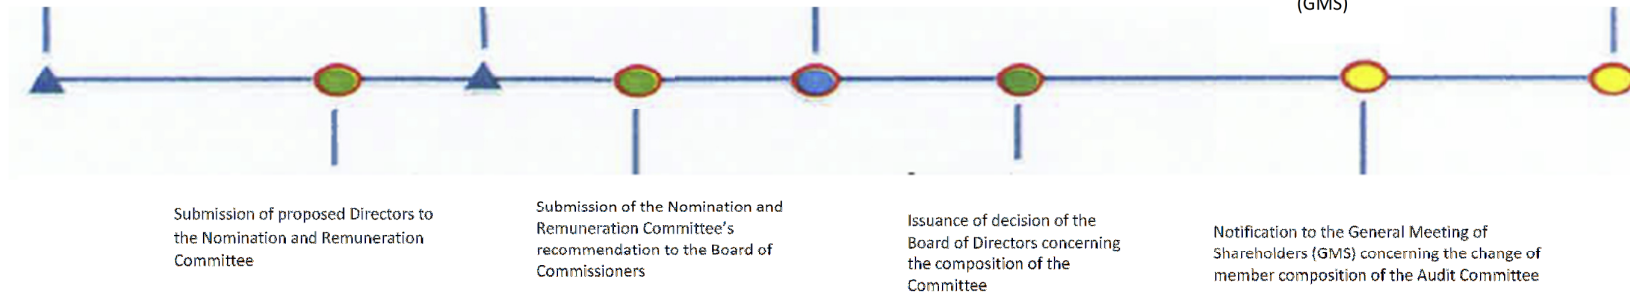 (GMS)
Submission of proposed Directors to
the Nomination and Remuneration
Committee
Submission of the Nomination and
Remuneration Committee's
recommendation to the Board of
Commissioners
Issuance of decision of the
Board of Directors concerning
the composition of the
Committee
Notification to the General Meeting of
Shareholders (GMS) concerning the change of
member composition of the Audit Committee